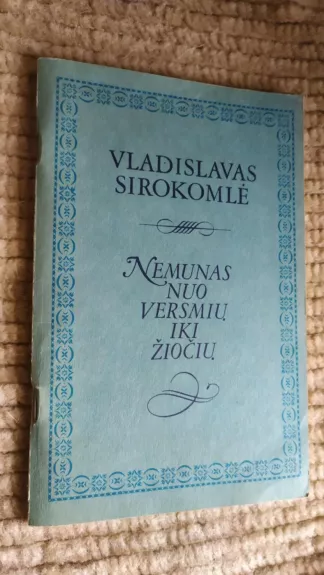 VLADISLAVAS
SIROKOMLĖ
NEMUNAS
NUO
VERSMIŲ
IKI
ŽIOČIŲ